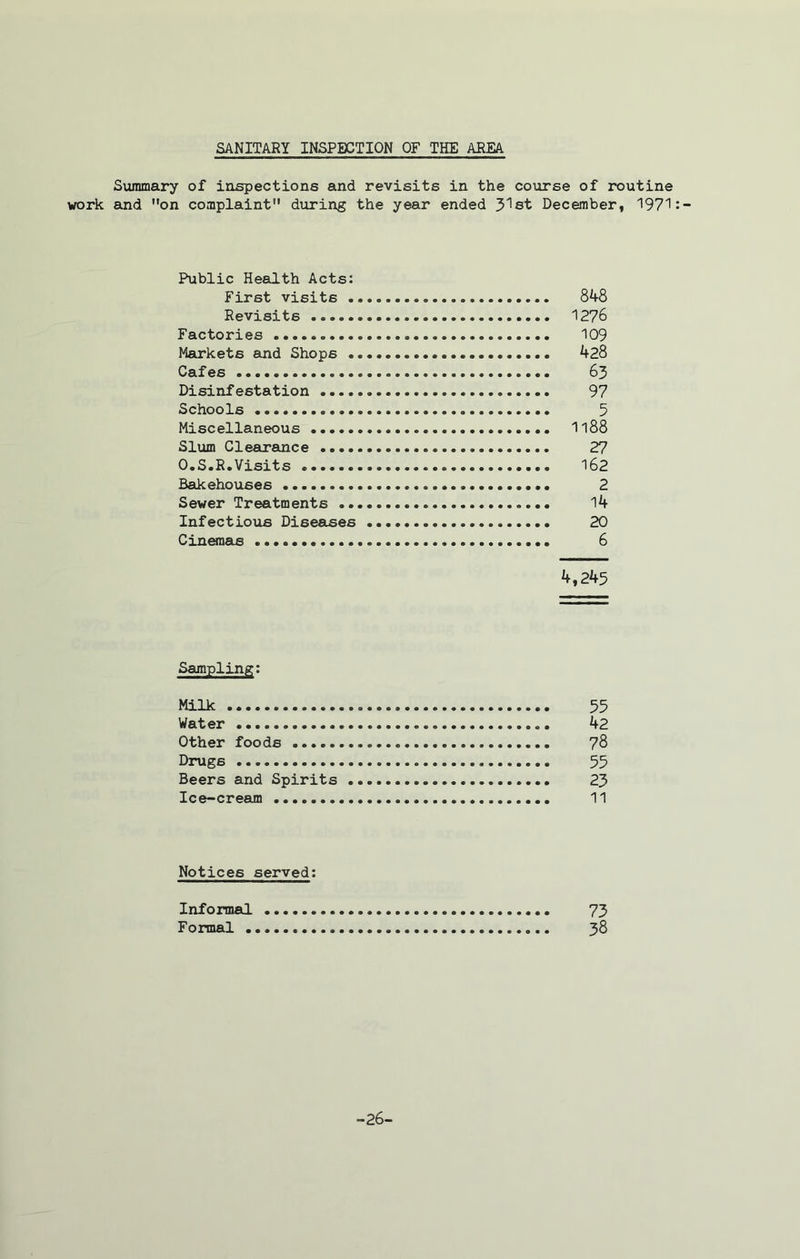 SANITARY INSPECTION OF THE AREA
Summary of inspections and revisits in the course of routine
work and "on complaint" during the year ended 31st December, 1971:-
Public Health Acts:
First visits ...................... 848
Revisits .......................... 1276
Factories .............................. 109
Markets and Shops ...................... 428
Cafes .................................. 63
Disinfestation ......................... 97
Schools ................................ 5
Miscellaneous .......................... 1188
Slum Clearance ......................... 27
O.S.R.Visits ........................... 162
Bakehouses ............................. 2
Sewer Treatments ....................... 14
Infectious Diseases .................... 20
Cinemas ................................ 6
4,245
Sampling:
Milk ................................... 55
Water .................................. 42
Other foods ............................ 78
Drugs .................................. 55
Beers and Spirits ...................... 23
Ice-cream .............................. 11
Notices served:
Informal ............................... 73
Formal ................................. 38
-26-